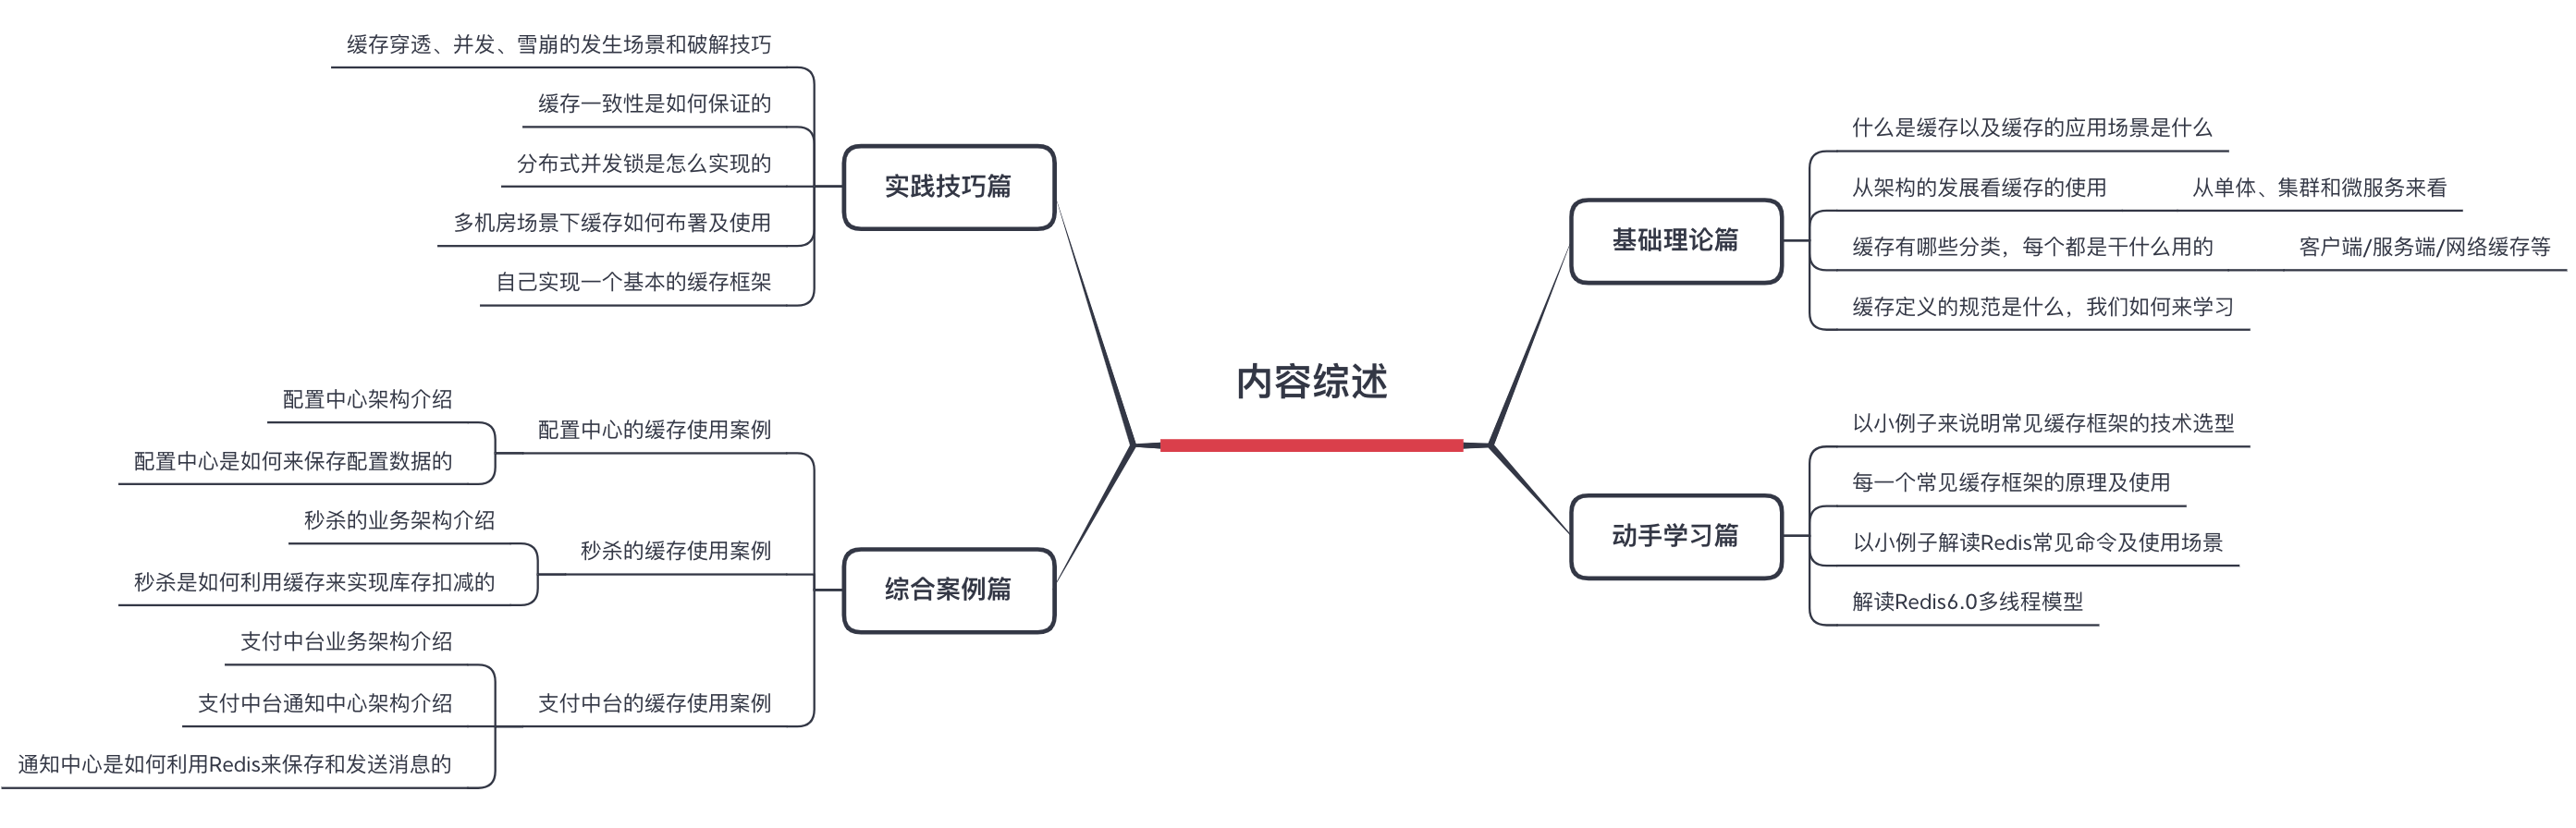 内容综述
基础理论篇
什么是缓存以及缓存的应用场景是什么
从架构的发展看缓存的使用
从单体、集群和微服务来看
缓存有哪些分类，每个都是干什么用的
客户端/服务端/网络缓存等
缓存定义的规范是什么，我们如何来学习
动手学习篇
以小例子来说明常见缓存框架的技术选型
每一个常见缓存框架的原理及使用
以小例子解读Redis常见命令及使用场景
解读Redis6.0多线程模型
实践技巧篇
缓存穿透、并发、雪崩的发生场景和破解技巧
缓存一致性是如何保证的
分布式并发锁是怎么实现的
多机房场景下缓存如何布署及使用
自己实现一个基本的缓存框架
综合案例篇
配置中心的缓存使用案例
配置中心架构介绍
配置中心是如何来保存配置数据的
秒杀的缓存使用案例
秒杀的业务架构介绍
秒杀是如何利用缓存来实现库存扣减的
支付中台的缓存使用案例
支付中台业务架构介绍
支付中台通知中心架构介绍
通知中心是如何利用Redis来保存和发送消息的